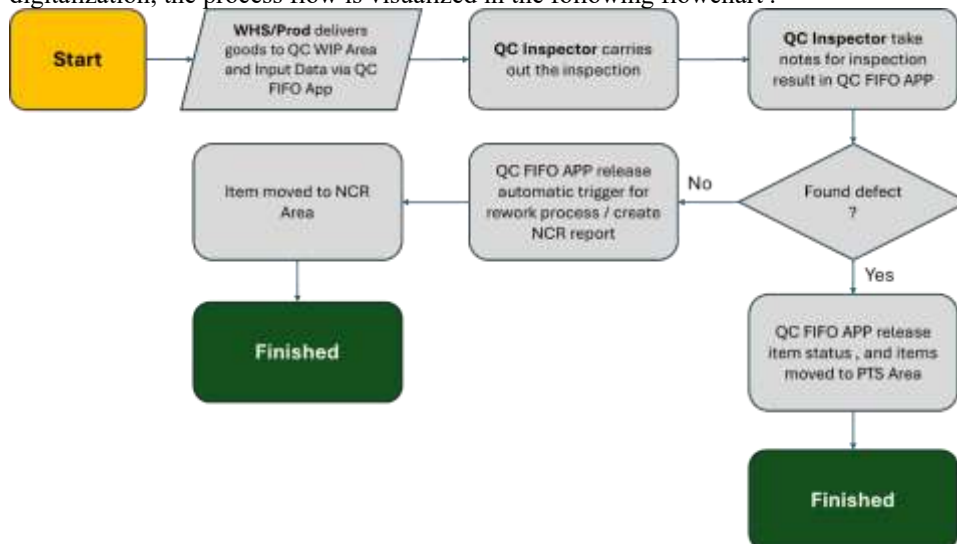 digitalization, the process flow is visualized in the following flowchart :
Start
WHS/Prod delivers
goods to QC WIP Area
and Input Data via QC
FIFO App
QC Inspector carries
out the inspection
QC Inspector take
notes for inspection
result in QC FIFO APP
Item moved to NCR
Area
QC FIFO APP release
automatic trigger for
rework process / create
NCR report
No
Found defect
?
Yes
Finished
QC FIFO APP release
item status , and items
moved to PTS Area
Finished